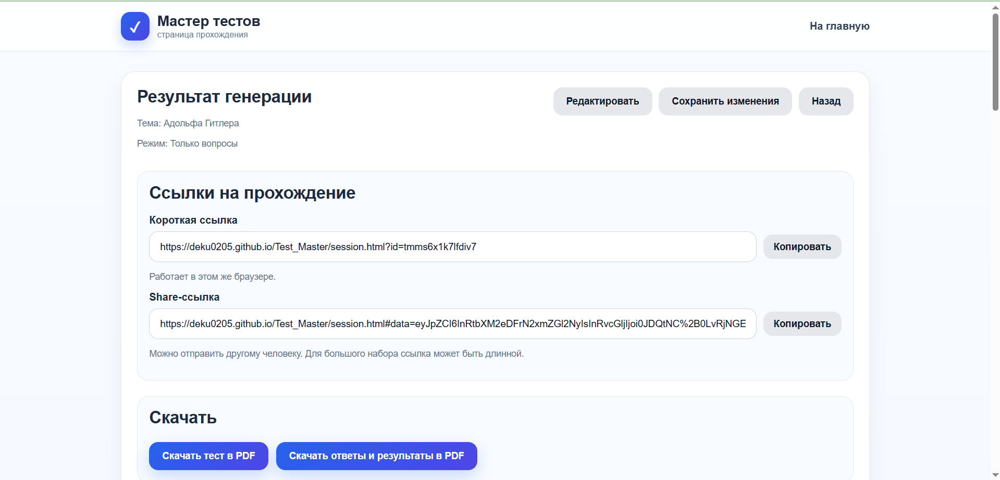 Мастер тестов
страница прохождения
На главную
Результат генерации
Редактировать
Сохранить изменения
Назад
Тема: Адольфа Гитлера
Режим: Только вопросы
Ссылки на прохождение
Короткая ссылка
https://deku0205.github.io/Test_Master/session.html?id=tmms6x1k7lfdiv7
Копировать
Работает в этом же браузере.
Share-ссылка
https://deku0205.github.io/Test_Master/session.html#data=eyJpZCI6InRtbXM2eDFrN2xmZGl2NyIsInRvcGljIjoi0JDQtNC%2B0LvRjNGE
Копировать
Можно отправить другому человеку. Для большого набора ссылка может быть длинной.
Скачать
Скачать тест в PDF
Скачать ответы и результаты в PDF